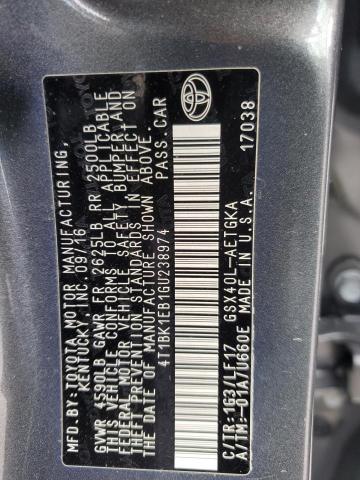 MFD.BY:TOYOTA MOTOR MANUFACTURING,
KENTUCKY, INC. 09/16
GVWR 4590LB GAWR FR 2625LB RR 2500LB
THIS VEHICLE CONFORMS TO ALL APPLICABLE
FEDERAL MOTOR VEHICLE SAFETY, BUMPER, AND
THEFT PREVENTION STANDARDS IN EFFECT ON
THE DATE OF MANUFACTURE SHOWN ABOVE.
4T1BK1EB1GU238974 PASS.CAR
C/TR:1G3/LF17 GSX40L-AETGKA
A/TM:-01A/U660E MADE IN U.S.A.
17038
TOYOTA